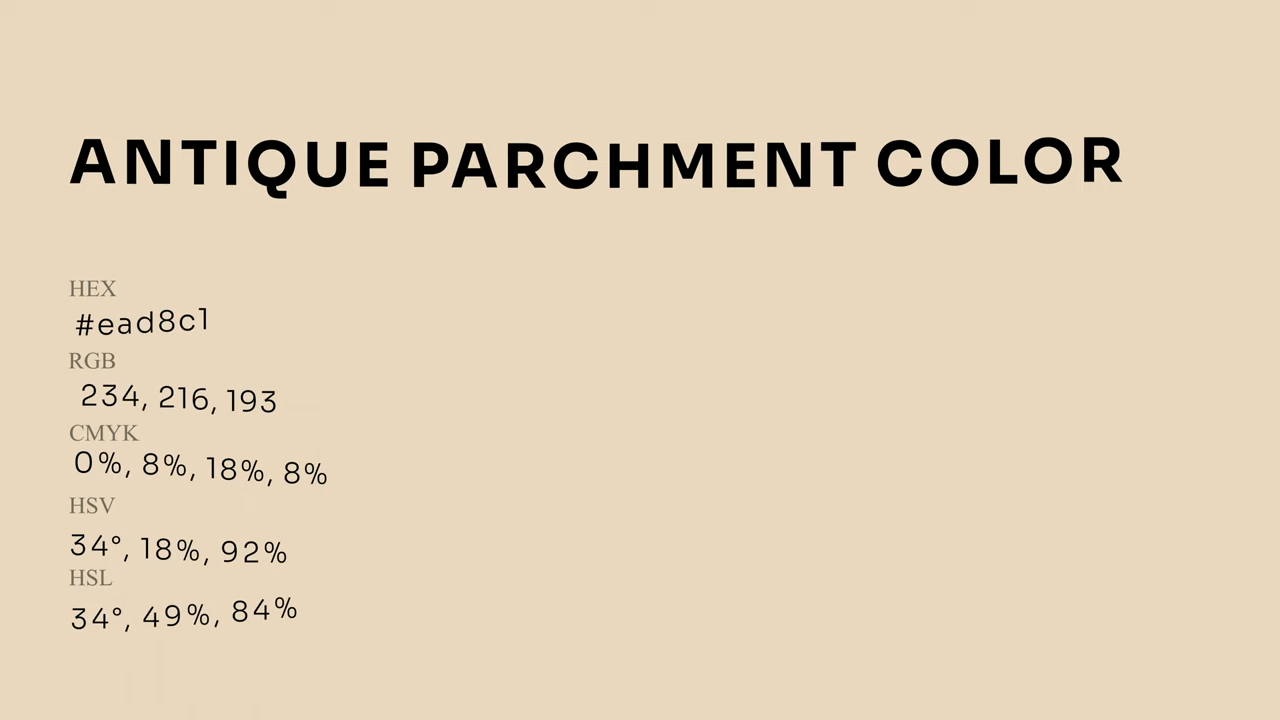 ANTIQUE PARCHMENT COLOR
HEX
#ead8c1
RGB
234, 216, 193
CMYK
0%, 8%, 18%, 8%
HSV
34°, 18%, 92%
HSL
34°, 49%, 84%